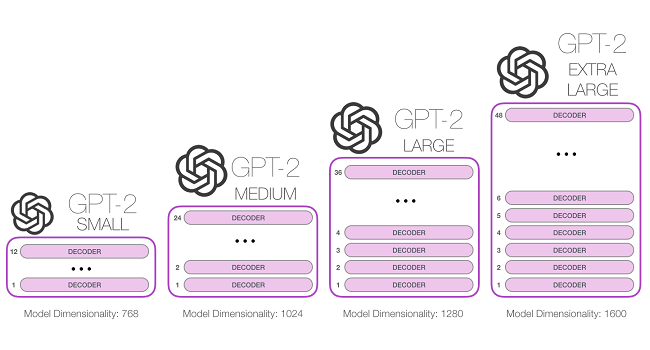 GPT-2
SMALL
12 DECODER
...
1 DECODER
Model Dimensionality: 768
GPT-2
MEDIUM
24 DECODER
...
2 DECODER
1 DECODER
Model Dimensionality: 1024
GPT-2
LARGE
36 DECODER
...
4 DECODER
3 DECODER
2 DECODER
1 DECODER
Model Dimensionality: 1280
GPT-2
EXTRA
LARGE
48 DECODER
...
6 DECODER
5 DECODER
4 DECODER
3 DECODER
2 DECODER
1 DECODER
Model Dimensionality: 1600